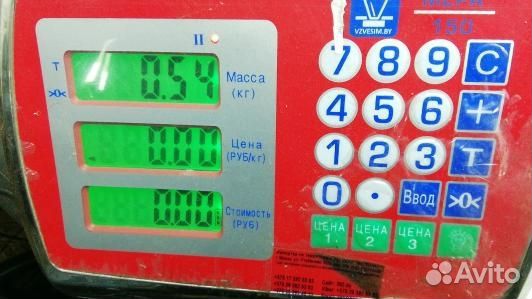 VZVESIM.BY
150
II
T
0.54
Масса
(кг)
>0<
7 8 9 C
4 5 6 +
0.00
Цена
(РУБ/кг)
1 2 3 T
0.00
Стоимость
(РУБ)
0 . Ввод >0<
ЦЕНА 1. ЦЕНА 2 ЦЕНА 3
Avito